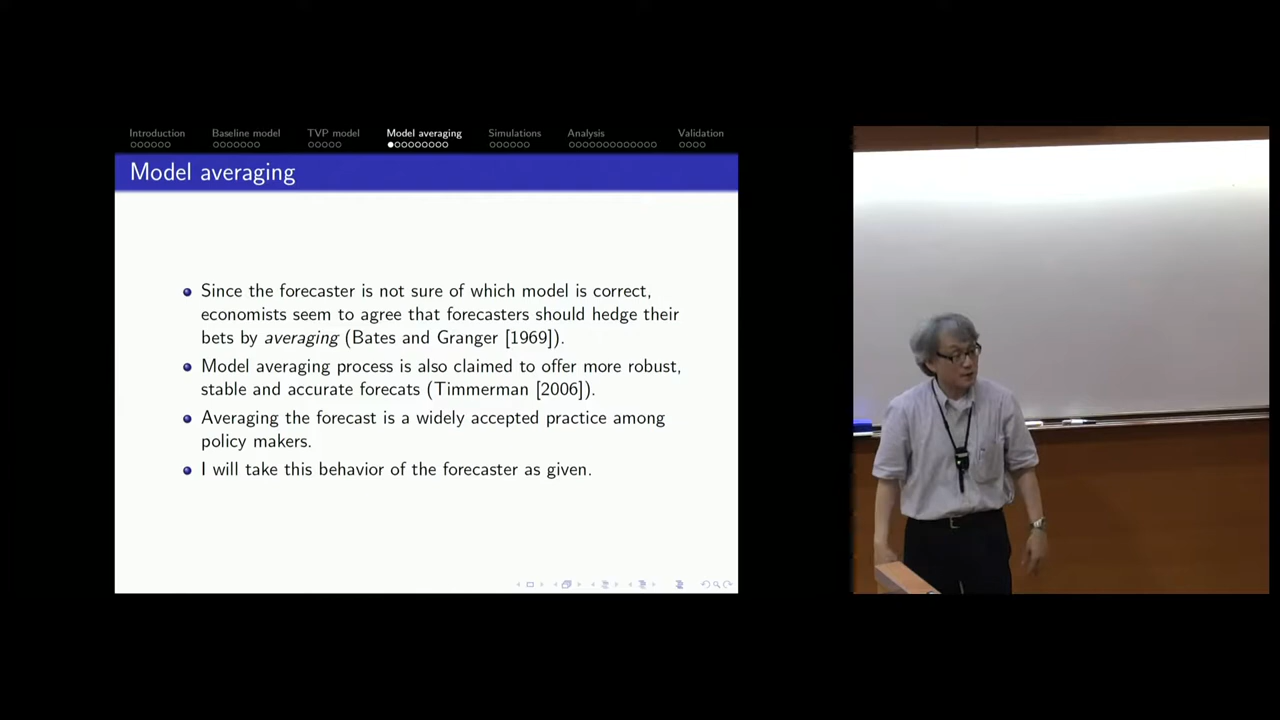 Introduction Baseline model TVP model Model averaging Simulations Analysis Validation
Model averaging
Since the forecaster is not sure of which model is correct,
economists seem to agree that forecasters should hedge their
bets by averaging (Bates and Granger [1969]).
Model averaging process is also claimed to offer more robust,
stable and accurate forecats (Timmerman [2006]).
Averaging the forecast is a widely accepted practice among
policy makers.
I will take this behavior of the forecaster as given.